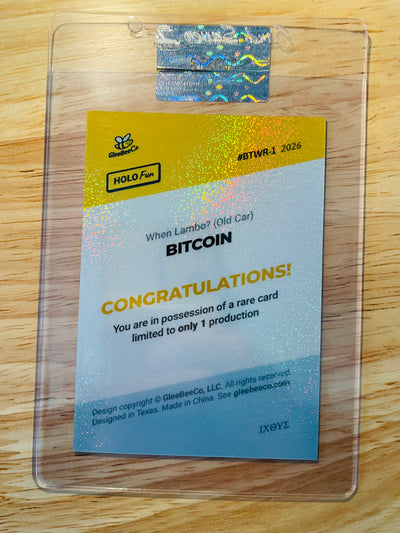 GleeBeeCo
#BTWR-1 2026
HOLO Fun
When Lambo? (Old Car)
BITCOIN
CONGRATULATIONS!
You are in possession of a rare card
limited to only 1 production
Design copyright © GleeBeeCo, LLC. All rights reserved.
Designed in Texas. Made in China. See gleebeeco.com
ΙΧΘΥΣ